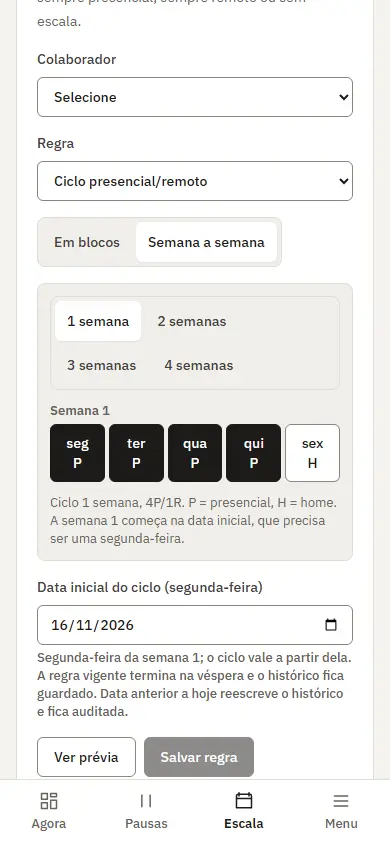 sempre presencial, sempre remoto ou sem
escala.
Colaborador
Selecione
Regra
Ciclo presencial/remoto
Em blocos Semana a semana
1 semana 2 semanas
3 semanas 4 semanas
Semana 1
seg ter qua qui sex
P P P P H
Ciclo 1 semana, 4P/1R. P = presencial, H = home.
A semana 1 começa na data inicial, que precisa
ser uma segunda-feira.
Data inicial do ciclo (segunda-feira)
16/11/2026
Segunda-feira da semana 1; o ciclo vale a partir dela.
A regra vigente termina na véspera e o histórico fica
guardado. Data anterior a hoje reescreve o histórico
e fica auditada.
Ver prévia Salvar regra
Agora Pausas Escala Menu